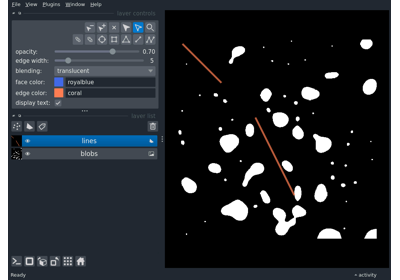 File View Plugins Window Help
layer controls
opacity: 0.70
edge width: 5
blending: translucent
face color: royalblue
edge color: coral
display text:
layer list
lines
blobs
Ready
activity